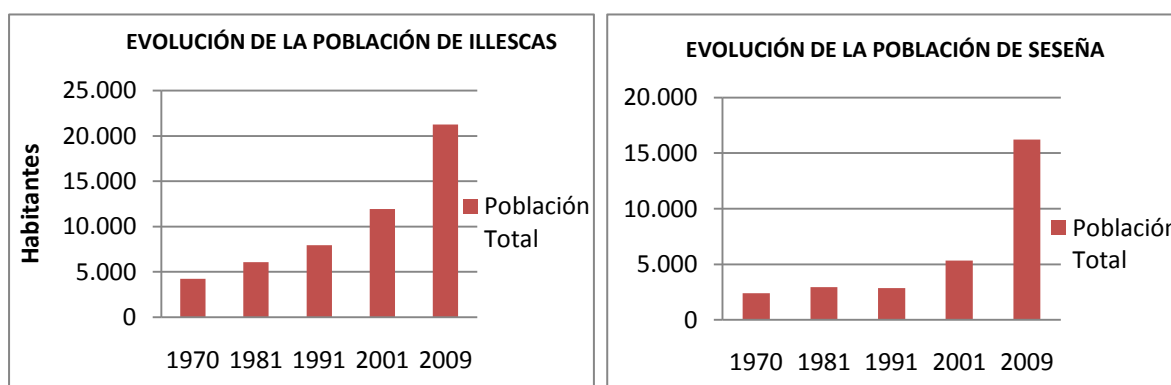 EVOLUCIÓN DE LA POBLACIÓN DE ILLESCAS
Habitantes
25.000
20.000
15.000
10.000
5.000
0
1970 1981 1991 2001 2009
Población
Total
EVOLUCIÓN DE LA POBLACIÓN DE SESEÑA
20.000
15.000
10.000
5.000
0
1970 1981 1991 2001 2009
Población
Total